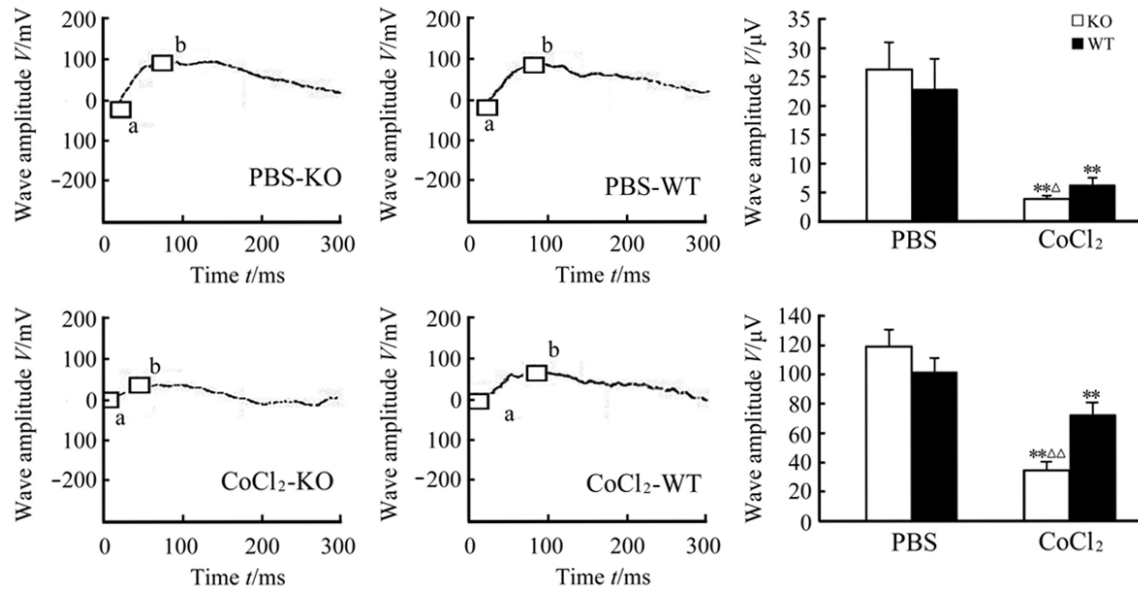 Wave amplitude V/mV
200
100
0
100
-200
b
a
PBS-KO
0 100 200 300
Time t/ms
Wave amplitude V/mV
200
100
0
100
-200
b
a
PBS-WT
0 100 200 300
Time t/ms
Wave amplitude V/μV
35
30
25
20
15
10
5
0
KO
WT
**△
**
PBS CoCl₂
Wave amplitude V/mV
200
100
0
100
-200
b
a
CoCl₂-KO
0 100 200 300
Time t/ms
Wave amplitude V/mV
200
100
0
100
-200
b
a
CoCl₂-WT
0 100 200 300
Time t/ms
Wave amplitude V/μV
140
120
100
80
60
40
20
0
**△△
**
PBS CoCl₂